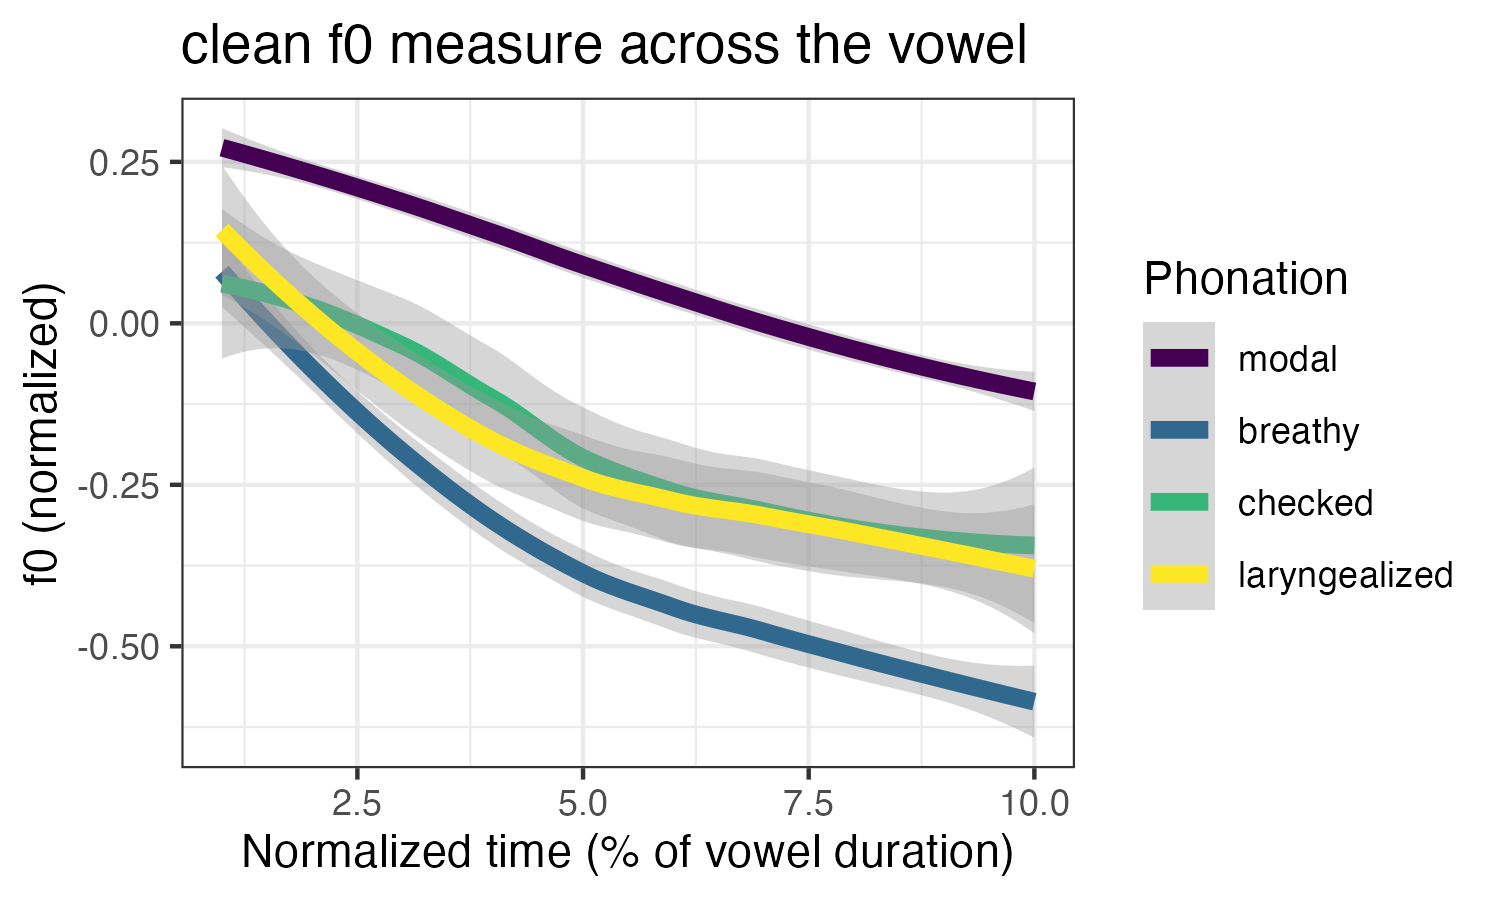 clean f0 measure across the vowel
f0 (normalized)
0.25
0.00
-0.25
-0.50
2.5 5.0 7.5 10.0
Normalized time (% of vowel duration)
Phonation
modal
breathy
checked
laryngealized